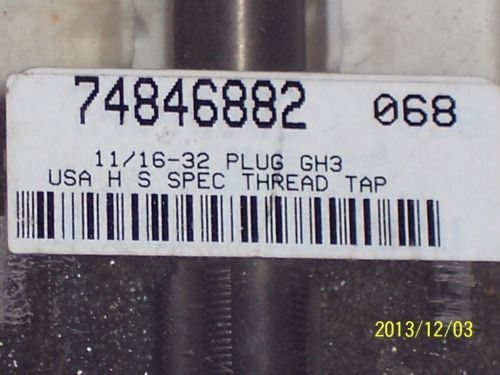 74846882 068
11/16-32 PLUG GH3
USA H S SPEC THREAD TAP
2013/12/03